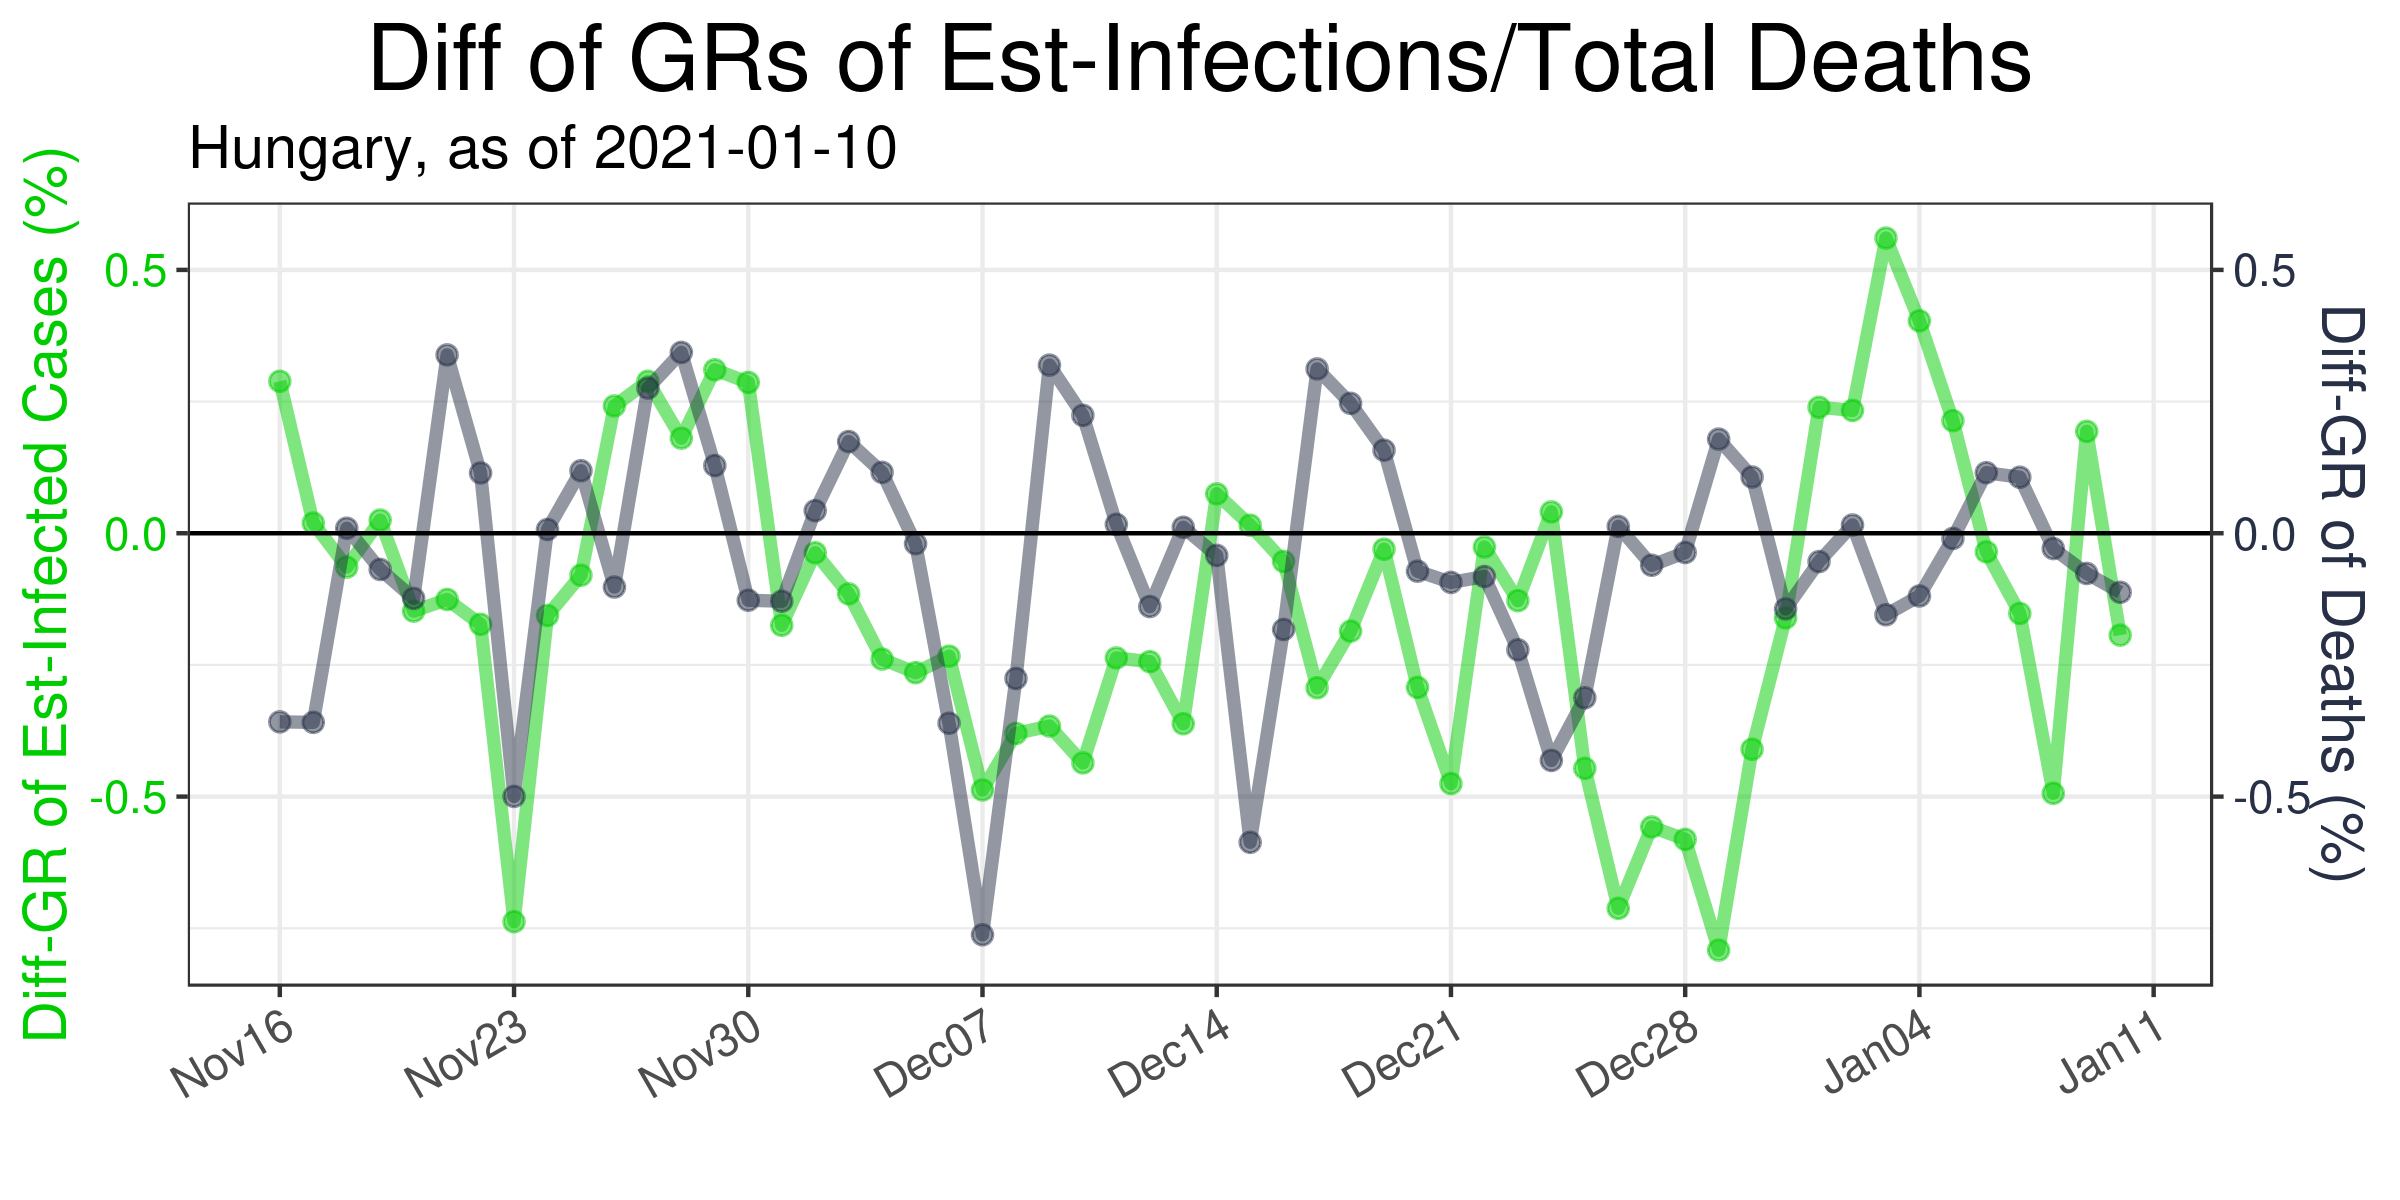 Diff of GRs of Est-Infections/Total Deaths
Hungary, as of 2021-01-10
Diff-GR of Est-Infected Cases (%)
0.5
0.0
-0.5
0.5
0.0
-0.5
Diff-GR of Deaths (%)
Nov16
Nov23
Nov30
Dec07
Dec14
Dec21
Dec28
Jan04
Jan11